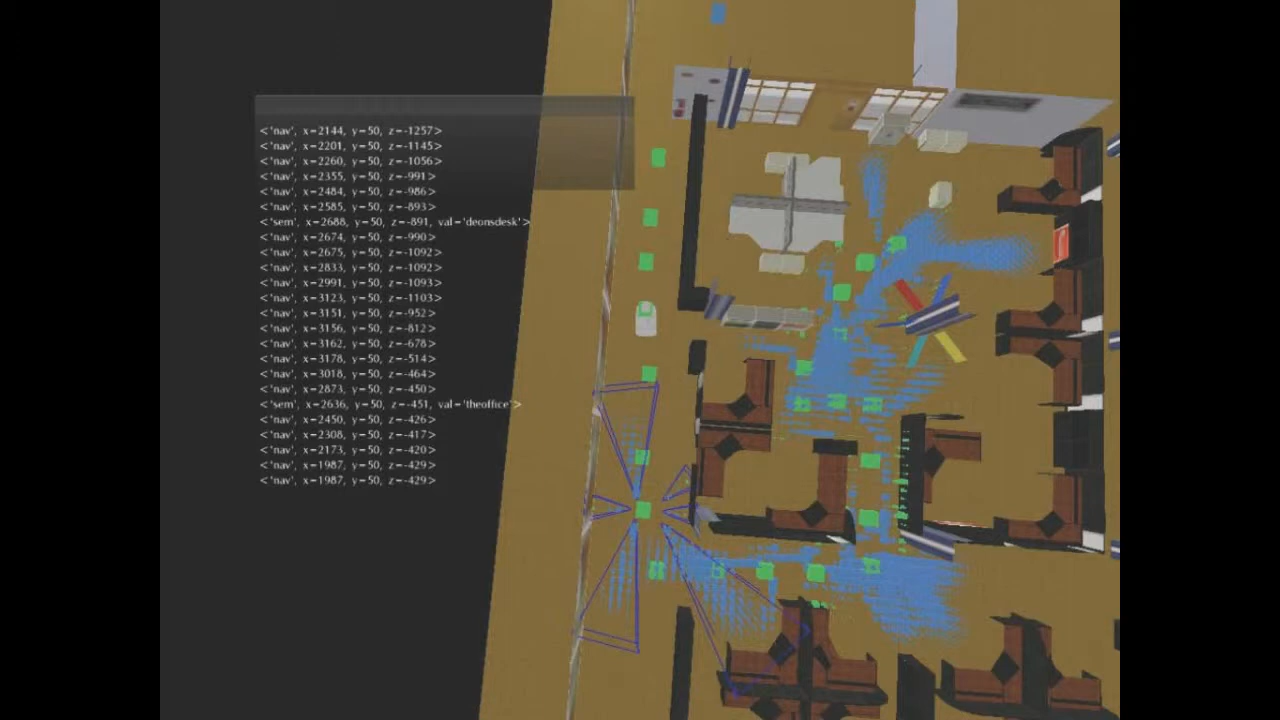 <'nav', x=2144, y=50, z=-1257>
<'nav', x=2201, y=50, z=-1145>
<'nav', x=2260, y=50, z=-1056>
<'nav', x=2355, y=50, z=-991>
<'nav', x=2484, y=50, z=-986>
<'nav', x=2585, y=50, z=-893>
<'sem', x=2688, y=50, z=-891, val='deonsdesk'>
<'nav', x=2674, y=50, z=-990>
<'nav', x=2675, y=50, z=-1092>
<'nav', x=2833, y=50, z=-1092>
<'nav', x=2991, y=50, z=-1093>
<'nav', x=3123, y=50, z=-1103>
<'nav', x=3151, y=50, z=-952>
<'nav', x=3156, y=50, z=-812>
<'nav', x=3162, y=50, z=-678>
<'nav', x=3178, y=50, z=-514>
<'nav', x=3018, y=50, z=-464>
<'nav', x=2873, y=50, z=-450>
<'sem', x=2636, y=50, z=-451, val='theoffice'>
<'nav', x=2450, y=50, z=-426>
<'nav', x=2308, y=50, z=-417>
<'nav', x=2173, y=50, z=-420>
<'nav', x=1987, y=50, z=-429>
<'nav', x=1987, y=50, z=-429>